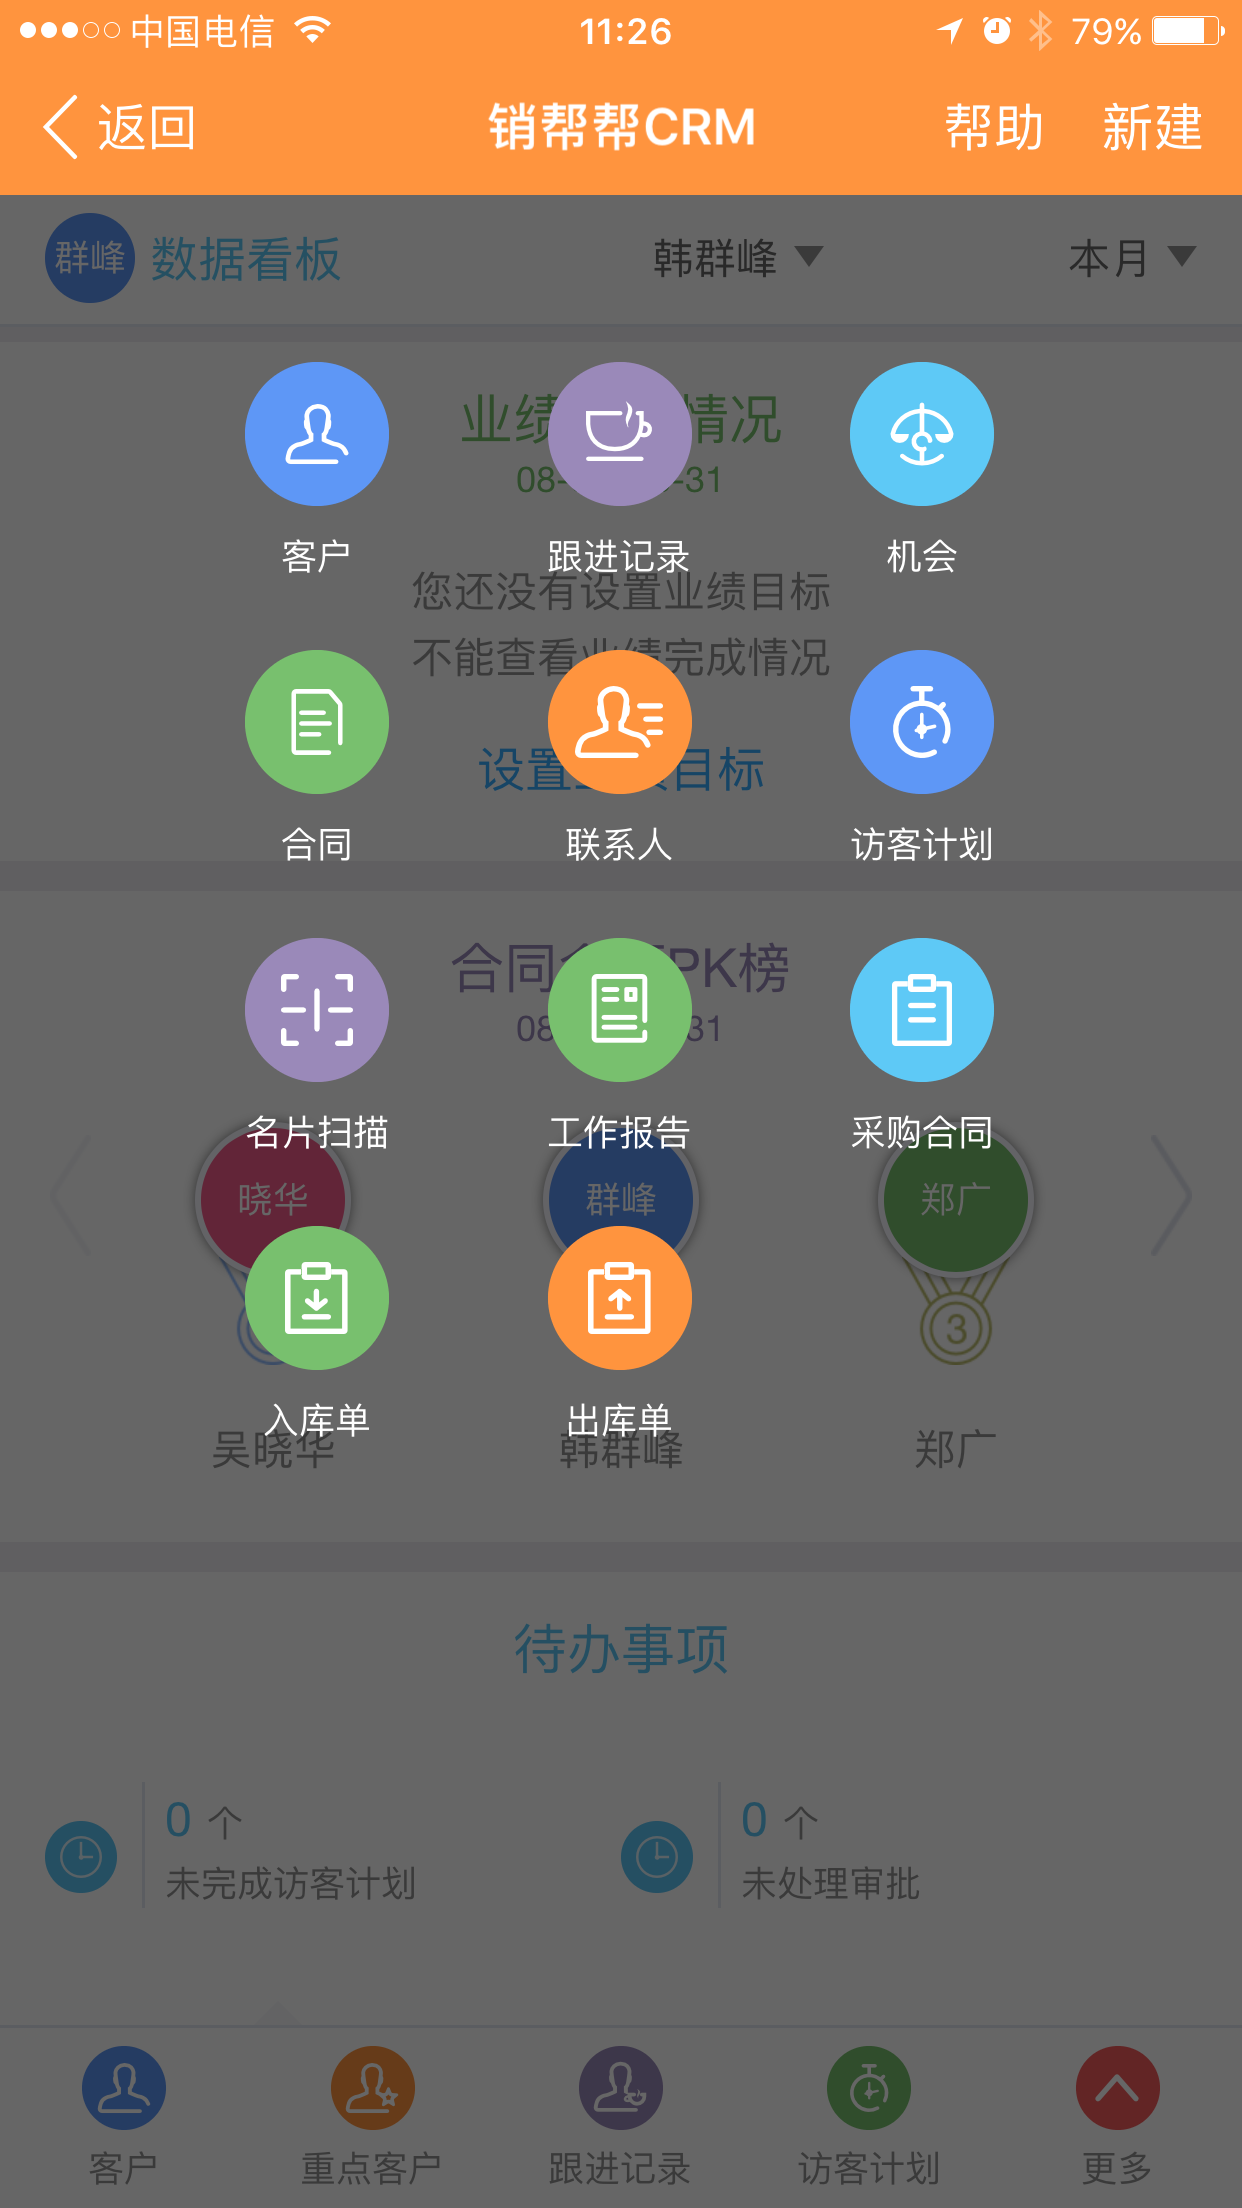 中国电信
11:26
79%
返回
销帮帮CRM
帮助
新建
群峰
数据看板
韩群峰
本月
业绩
情况
08-
-31
客户
跟进记录
机会
您还没有设置业绩目标
不能查看业绩完成情况
设置
目标
合同
联系人
访客计划
合同
PK榜
08
31
名片扫描
工作报告
采购合同
晓华
群峰
郑广
3
入库单
出库单
吴晓华
韩群峰
郑广
待办事项
0 个
未完成访客计划
0 个
未处理审批
客户
重点客户
跟进记录
访客计划
更多